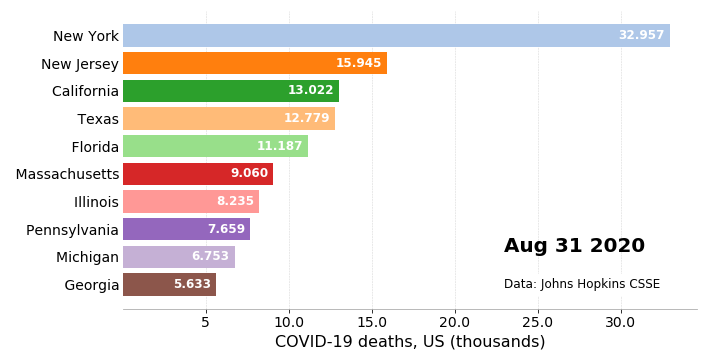 New York 32.957
New Jersey 15.945
California 13.022
Texas 12.779
Florida 11.187
Massachusetts 9.060
Illinois 8.235
Pennsylvania 7.659
Michigan 6.753
Georgia 5.633
Aug 31 2020
Data: Johns Hopkins CSSE
5 10.0 15.0 20.0 25.0 30.0
COVID-19 deaths, US (thousands)